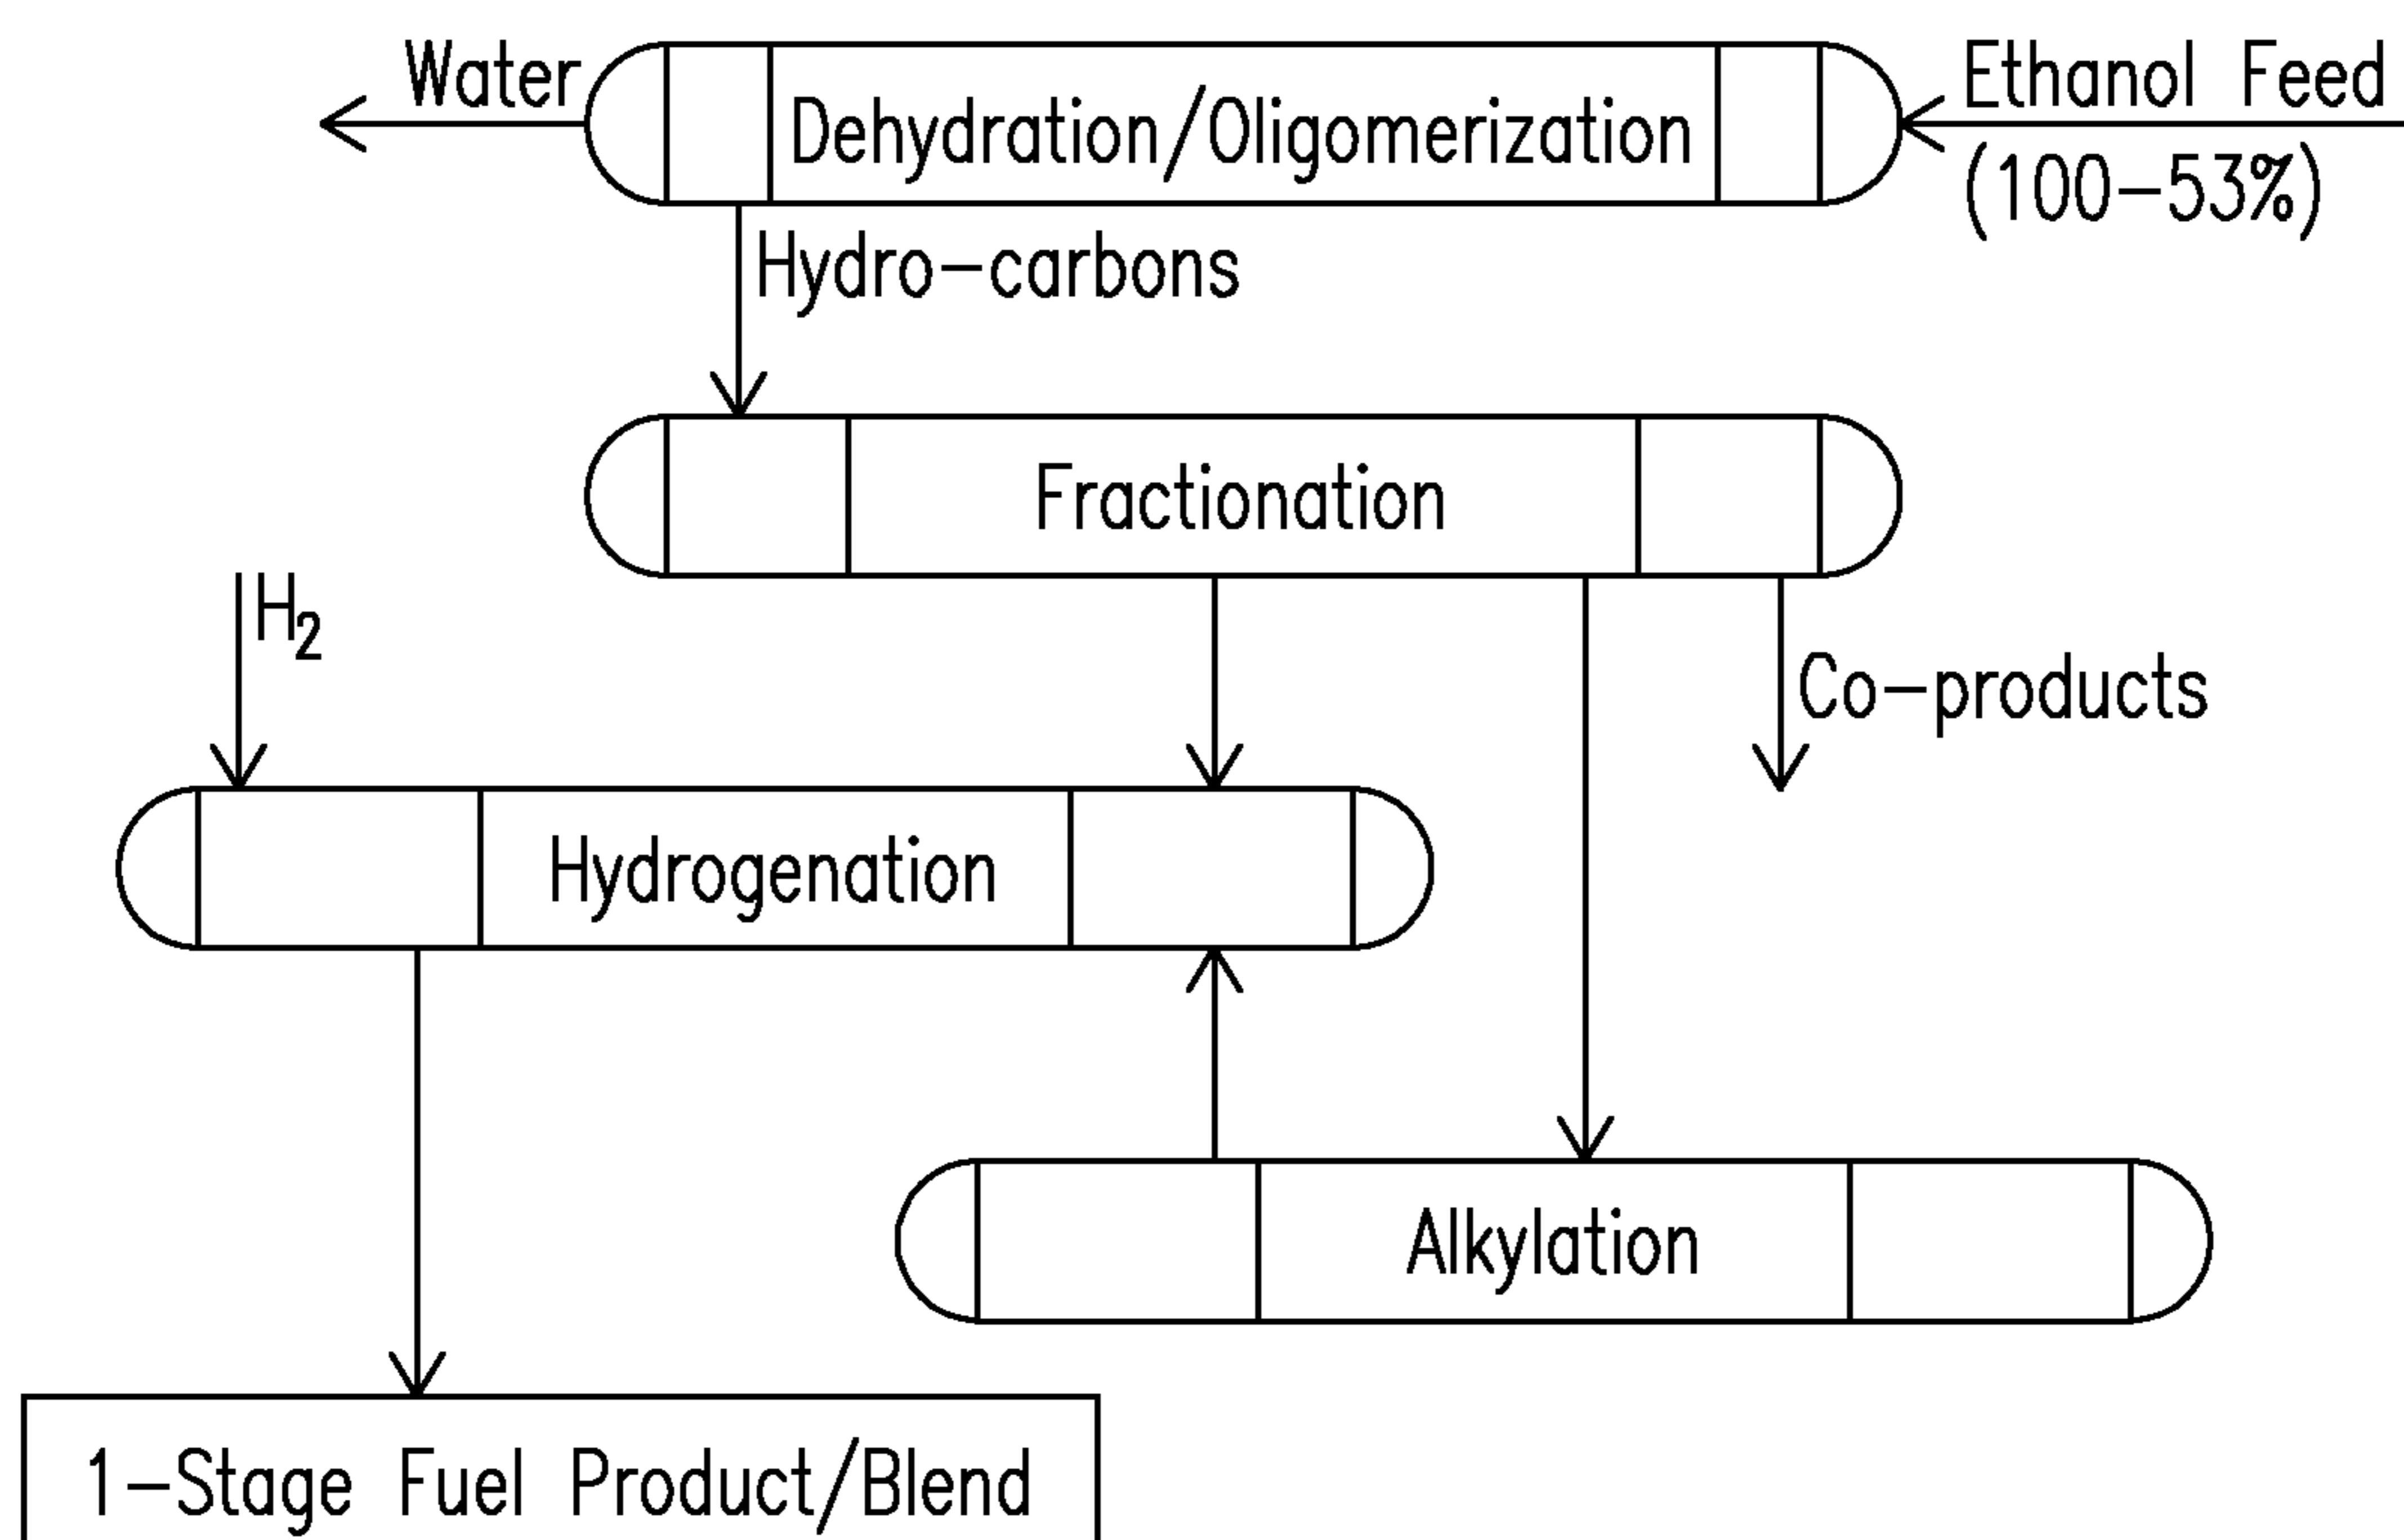 Water
Dehydration/Oligomerization
Ethanol Feed
(100-53%)
Hydro-carbons
Fractionation
H2
Co-products
Hydrogenation
Alkylation
1-Stage Fuel Product/Blend